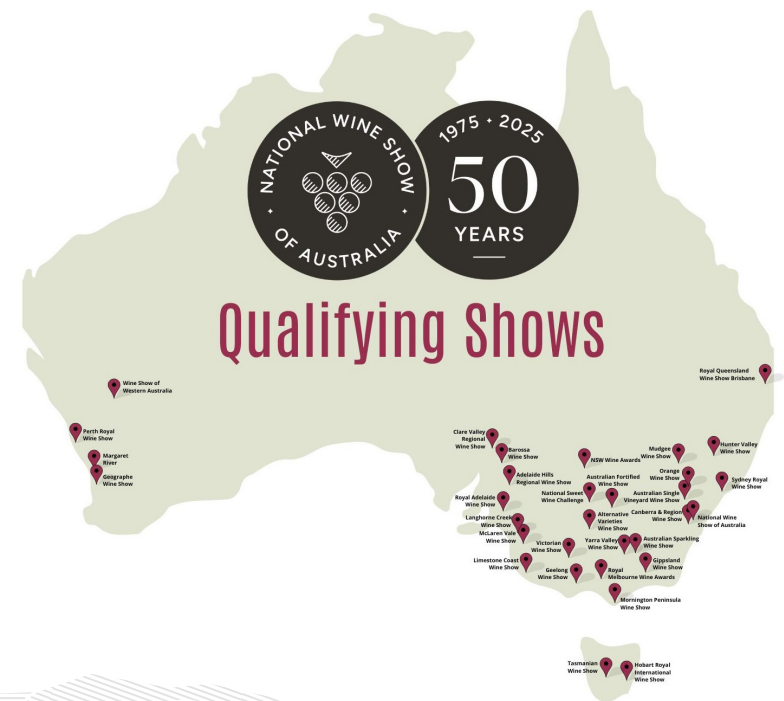 NATIONAL WINE SHOW
OF AUSTRALIA
1975 · 2025
50
YEARS
Qualifying Shows
Wine Show of
Western Australia
Perth Royal
Wine Show
Margaret
River
Geographe
Wine Show
Royal Queensland
Wine Show Brisbane
Clare Valley
Regional
Wine Show
Barossa
Wine Show
Adelaide Hills
Regional Wine Show
Royal Adelaide
Wine Show
Langhorne Creek
Wine Show
McLaren Vale
Wine Show
Limestone Coast
Wine Show
NSW Wine Awards
Mudgee
Wine Show
Hunter Valley
Wine Show
Orange
Wine Show
Sydney Royal
Wine Show
Australian Fortified
Wine Show
National Sweet
Wine Challenge
Australian Single
Vineyard Wine Show
Canberra & Region
Wine Show
National Wine
Show of Australia
Alternative
Varieties
Wine Show
Victorian
Wine Show
Yarra Valley
Wine Show
Australian Sparkling
Wine Show
Geelong
Wine Show
Royal
Melbourne Wine Awards
Gippsland
Wine Show
Mornington Peninsula
Wine Show
Tasmanian
Wine Show
Hobart Royal
International
Wine Show